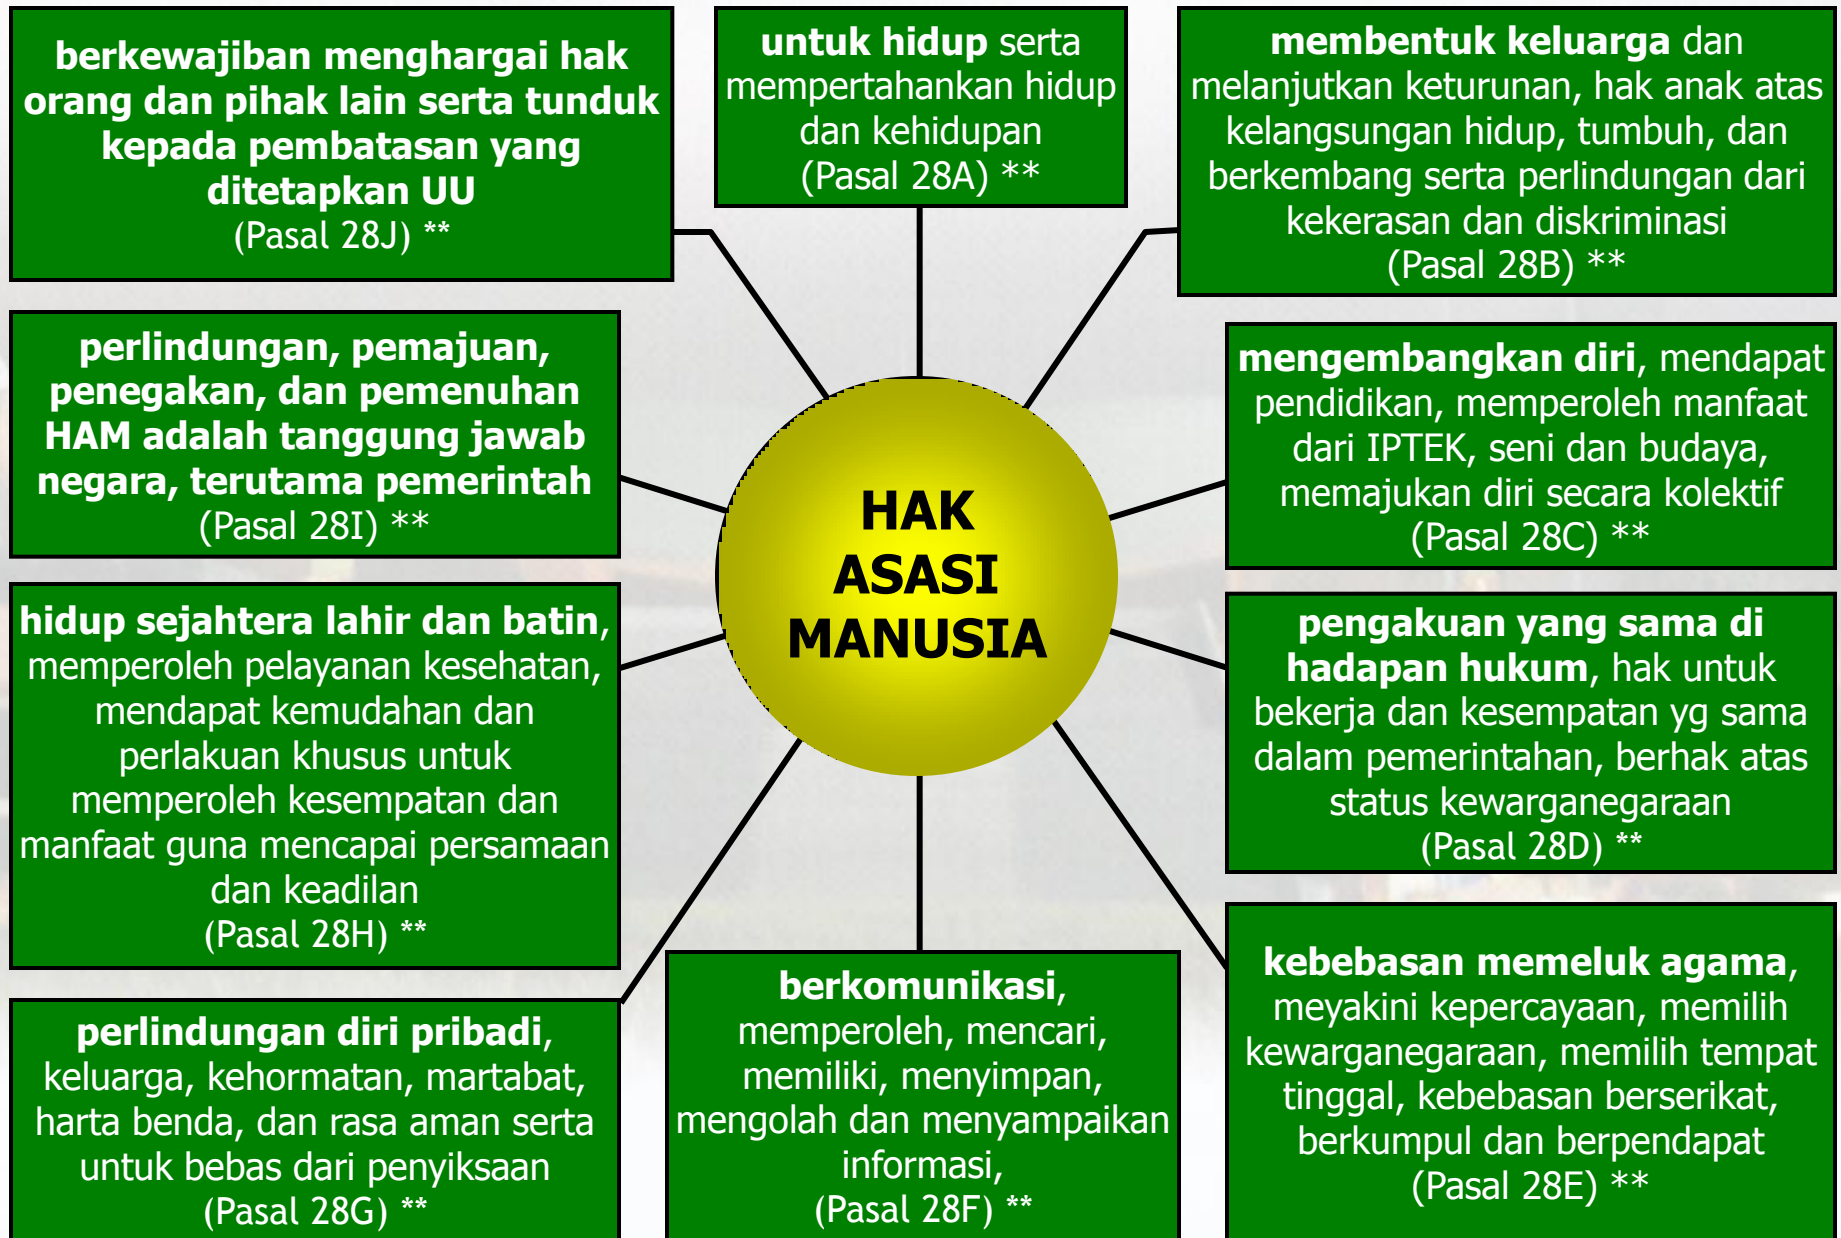 berkewajiban menghargai hak
orang dan pihak lain serta tunduk
kepada pembatasan yang
ditetapkan UU
(Pasal 28J) **
untuk hidup serta
mempertahankan hidup
dan kehidupan
(Pasal 28A) **
membentuk keluarga dan
melanjutkan keturunan, hak anak atas
kelangsungan hidup, tumbuh, dan
berkembang serta perlindungan dari
kekerasan dan diskriminasi
(Pasal 28B) **
perlindungan, pemajuan,
penegakan, dan pemenuhan
HAM adalah tanggung jawab
negara, terutama pemerintah
(Pasal 28I) **
mengembangkan diri, mendapat
pendidikan, memperoleh manfaat
dari IPTEK, seni dan budaya,
memajukan diri secara kolektif
(Pasal 28C) **
HAK
ASASI
MANUSIA
hidup sejahtera lahir dan batin,
memperoleh pelayanan kesehatan,
mendapat kemudahan dan
perlakuan khusus untuk
memperoleh kesempatan dan
manfaat guna mencapai persamaan
dan keadilan
(Pasal 28H) **
pengakuan yang sama di
hadapan hukum, hak untuk
bekerja dan kesempatan yg sama
dalam pemerintahan, berhak atas
status kewarganegaraan
(Pasal 28D) **
perlindungan diri pribadi,
keluarga, kehormatan, martabat,
harta benda, dan rasa aman serta
untuk bebas dari penyiksaan
(Pasal 28G) **
berkomunikasi,
memperoleh, mencari,
memiliki, menyimpan,
mengolah dan menyampaikan
informasi,
(Pasal 28F) **
kebebasan memeluk agama,
meyakini kepercayaan, memilih
kewarganegaraan, memilih tempat
tinggal, kebebasan berserikat,
berkumpul dan berpendapat
(Pasal 28E) **